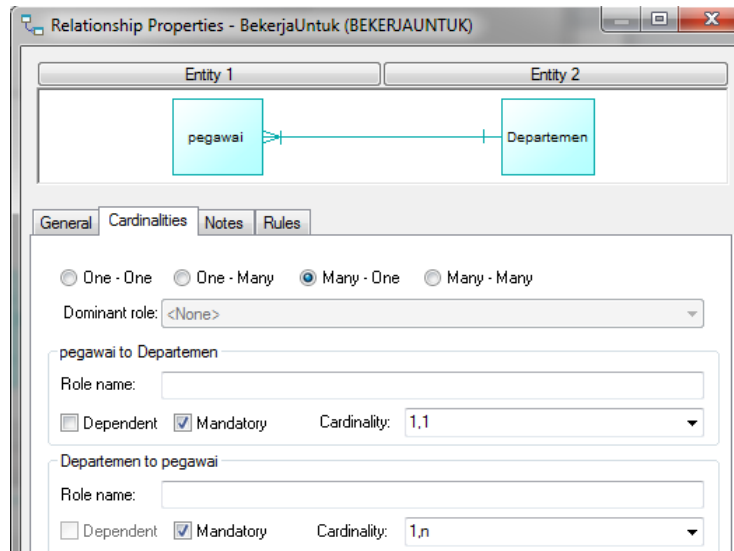 Relationship Properties - BekerjaUntuk (BEKERJAUNTUK)
Entity 1 Entity 2
pegawai Departemen
General Cardinalities Notes Rules
One - One One - Many Many - One Many - Many
Dominant role: <None>
pegawai to Departemen
Role name:
Dependent Mandatory Cardinality: 1,1
Departemen to pegawai
Role name:
Dependent Mandatory Cardinality: 1,n